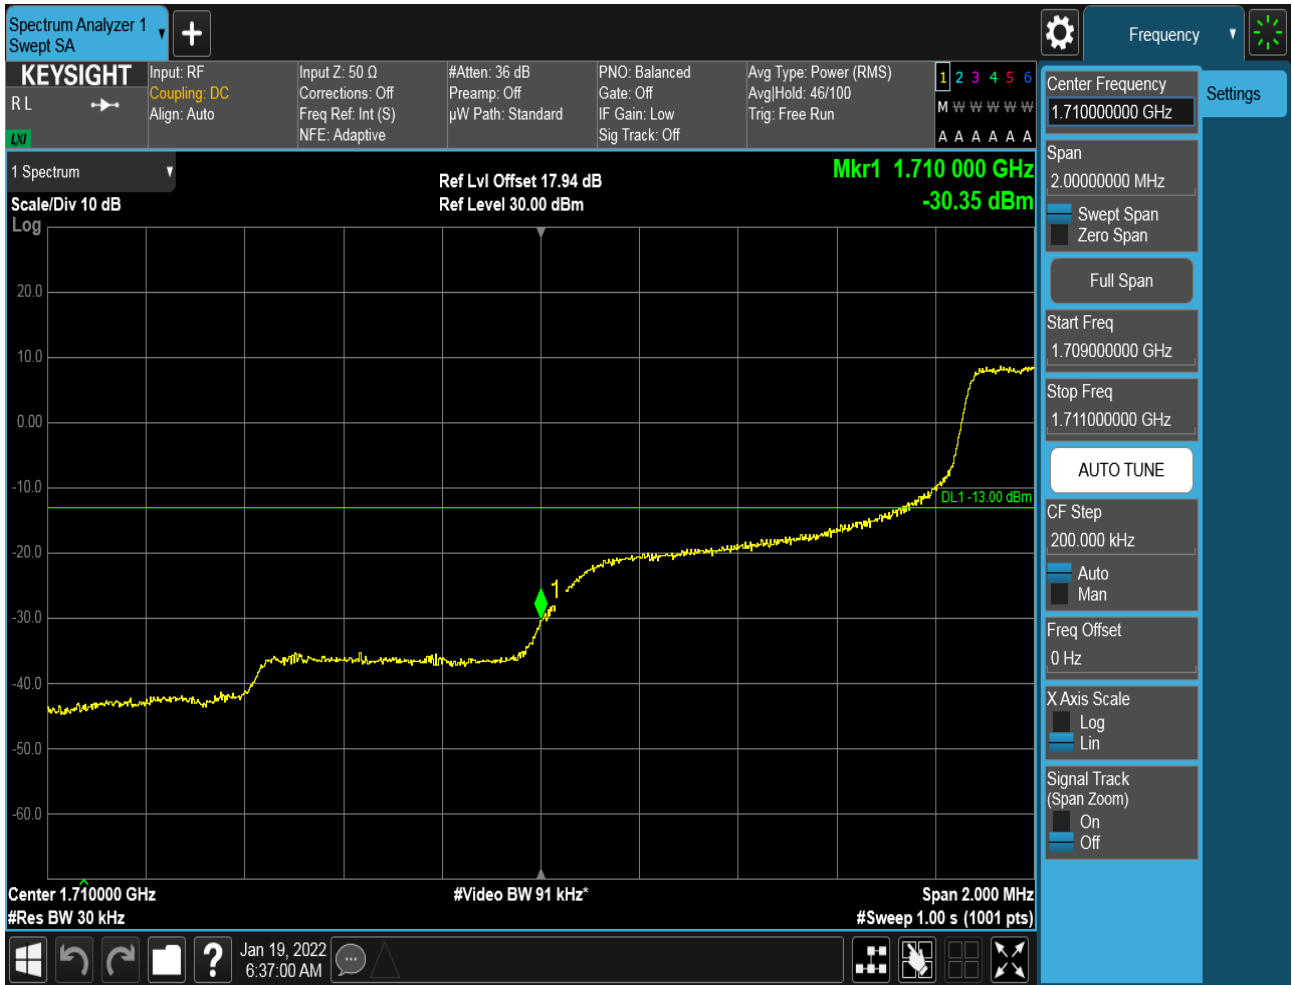 Spectrum Analyzer 1
Swept SA
+
Frequency
KEYSIGHT
R L
LXI
Input: RF
Coupling: DC
Align: Auto
Input Z: 50 Ω
Corrections: Off
Freq Ref: Int (S)
NFE: Adaptive
#Atten: 36 dB
Preamp: Off
µW Path: Standard
PNO: Balanced
Gate: Off
IF Gain: Low
Sig Track: Off
Avg Type: Power (RMS)
Avg|Hold: 46/100
Trig: Free Run
1 2 3 4 5 6
M W W W W W
A A A A A A
1 Spectrum
Scale/Div 10 dB
Log
Ref Lvl Offset 17.94 dB
Ref Level 30.00 dBm
Mkr1 1.710 000 GHz
-30.35 dBm
20.0
10.0
0.00
-10.0
-20.0
-30.0
-40.0
-50.0
-60.0
DL1 -13.00 dBm
1
Center 1.710000 GHz
#Res BW 30 kHz
#Video BW 91 kHz*
Span 2.000 MHz
#Sweep 1.00 s (1001 pts)
Center Frequency
1.710000000 GHz
Settings
Span
2.00000000 MHz
Swept Span
Zero Span
Full Span
Start Freq
1.709000000 GHz
Stop Freq
1.711000000 GHz
AUTO TUNE
CF Step
200.000 kHz
Auto
Man
Freq Offset
0 Hz
X Axis Scale
Log
Lin
Signal Track
(Span Zoom)
On
Off
?
Jan 19, 2022
6:37:00 AM